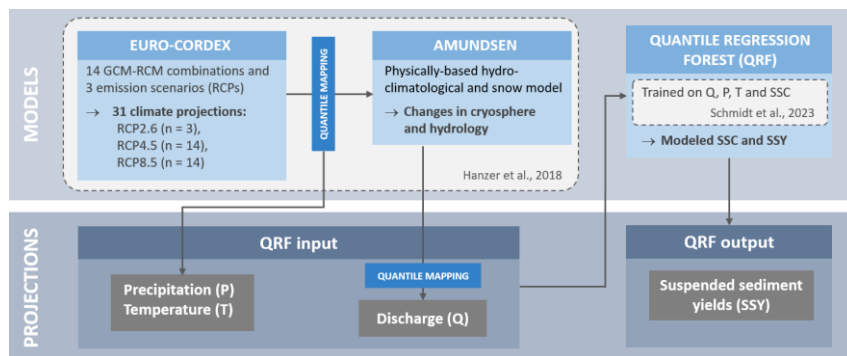 MODELS
EURO-CORDEX
14 GCM-RCM combinations and
3 emission scenarios (RCPs)
→ 31 climate projections:
RCP2.6 (n = 3),
RCP4.5 (n = 14),
RCP8.5 (n = 14)
QUANTILE MAPPING
AMUNDSEN
Physically-based hydro-
climatological and snow model
→ Changes in cryosphere
and hydrology
Hanzer et al., 2018
QUANTILE REGRESSION
FOREST (QRF)
Trained on Q, P, T and SSC
Schmidt et al., 2023
→ Modeled SSC and SSY
PROJECTIONS
QRF input
Precipitation (P)
Temperature (T)
QUANTILE MAPPING
Discharge (Q)
QRF output
Suspended sediment
yields (SSY)